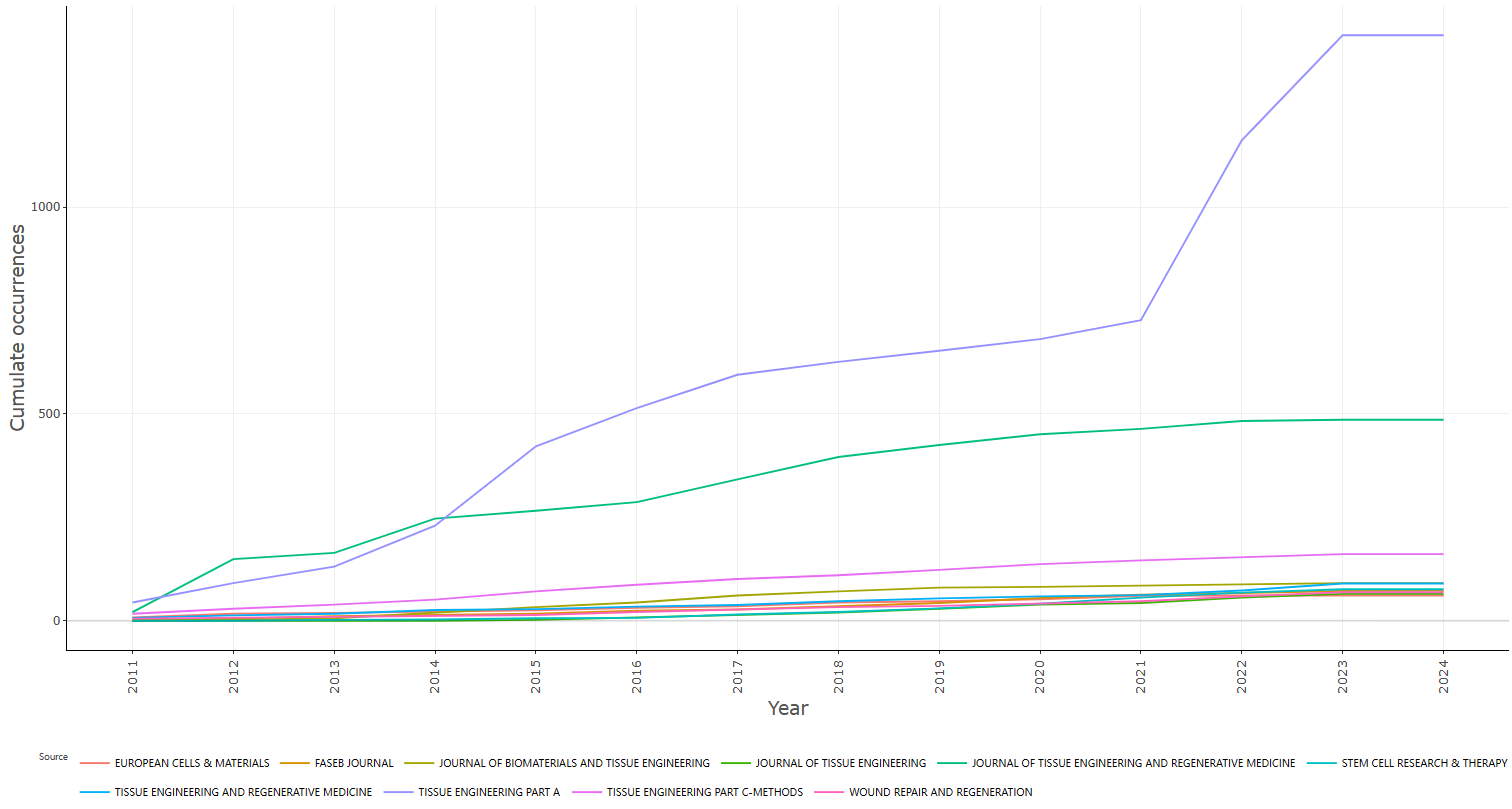 Cumulate occurrences
1000
500
0
2011 2012 2013 2014 2015 2016 2017 2018 2019 2020 2021 2022 2023 2024
Year
Source
EUROPEAN CELLS & MATERIALS FASEB JOURNAL JOURNAL OF BIOMATERIALS AND TISSUE ENGINEERING JOURNAL OF TISSUE ENGINEERING JOURNAL OF TISSUE ENGINEERING AND REGENERATIVE MEDICINE STEM CELL RESEARCH & THERAPY
TISSUE ENGINEERING AND REGENERATIVE MEDICINE TISSUE ENGINEERING PART A TISSUE ENGINEERING PART C-METHODS WOUND REPAIR AND REGENERATION